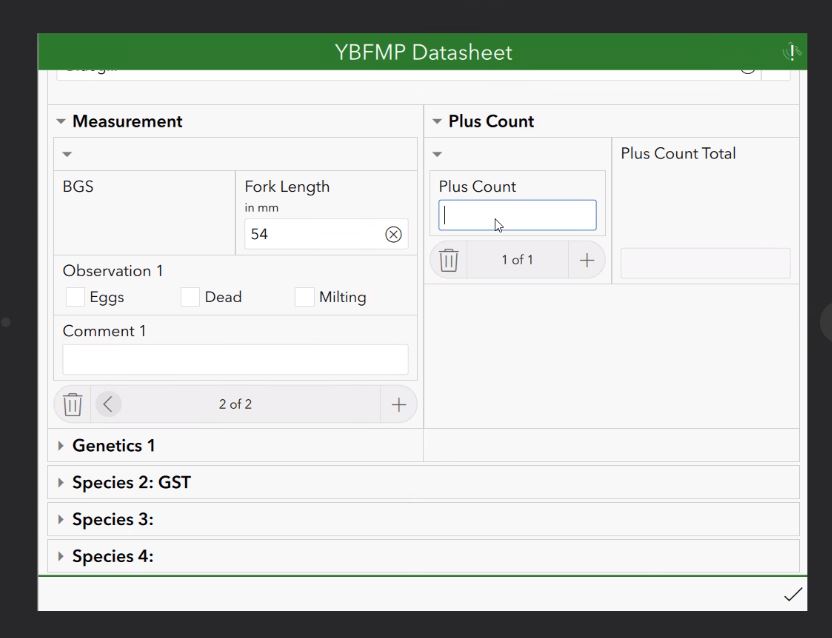 YBFMP Datasheet
Measurement
Plus Count
Plus Count Total
BGS
Fork Length
in mm
54
Plus Count
1 of 1
Observation 1
Eggs
Dead
Milting
Comment 1
2 of 2
Genetics 1
Species 2: GST
Species 3:
Species 4: